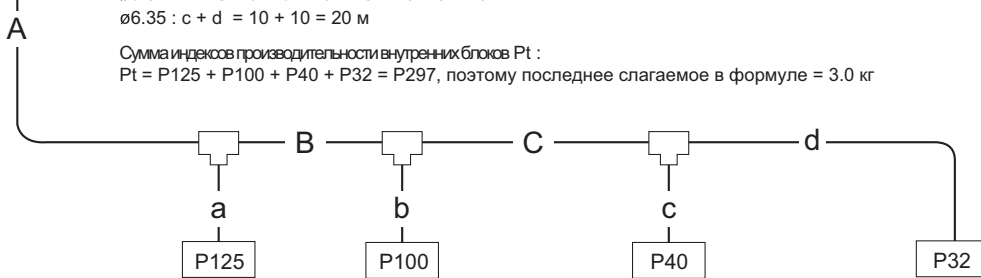 ø6.35 : c + d = 10 + 10 = 20 м
A
Сумма индексов производительности внутренних блоков Pt :
Pt = P125 + P100 + P40 + P32 = P297, поэтому последнее слагаемое в формуле = 3.0 кг
B C d
a b c
P125 P100 P40 P32